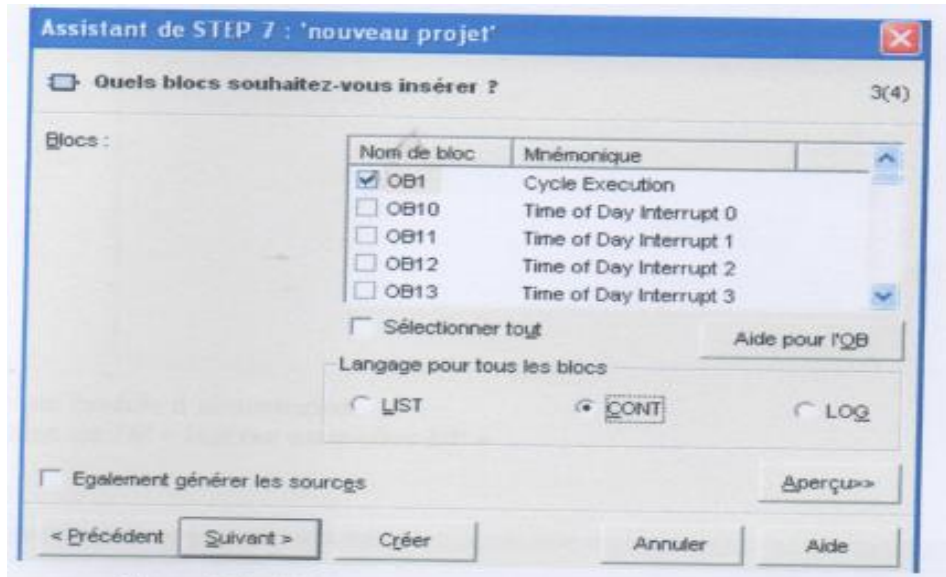 Assistant de STEP 7 : 'nouveau projet'
Quels blocs souhaitez-vous insérer ?
3(4)
Blocs :
Nom de bloc Mnémonique
OB1 Cycle Execution
OB10 Time of Day Interrupt 0
OB11 Time of Day Interrupt 1
OB12 Time of Day Interrupt 2
OB13 Time of Day Interrupt 3
Sélectionner tout
Aide pour l'OB
Langage pour tous les blocs
LIST CONT LOG
Egalement générer les sources
Aperçu>>
< Précédent Suivant > Créer Annuler Aide